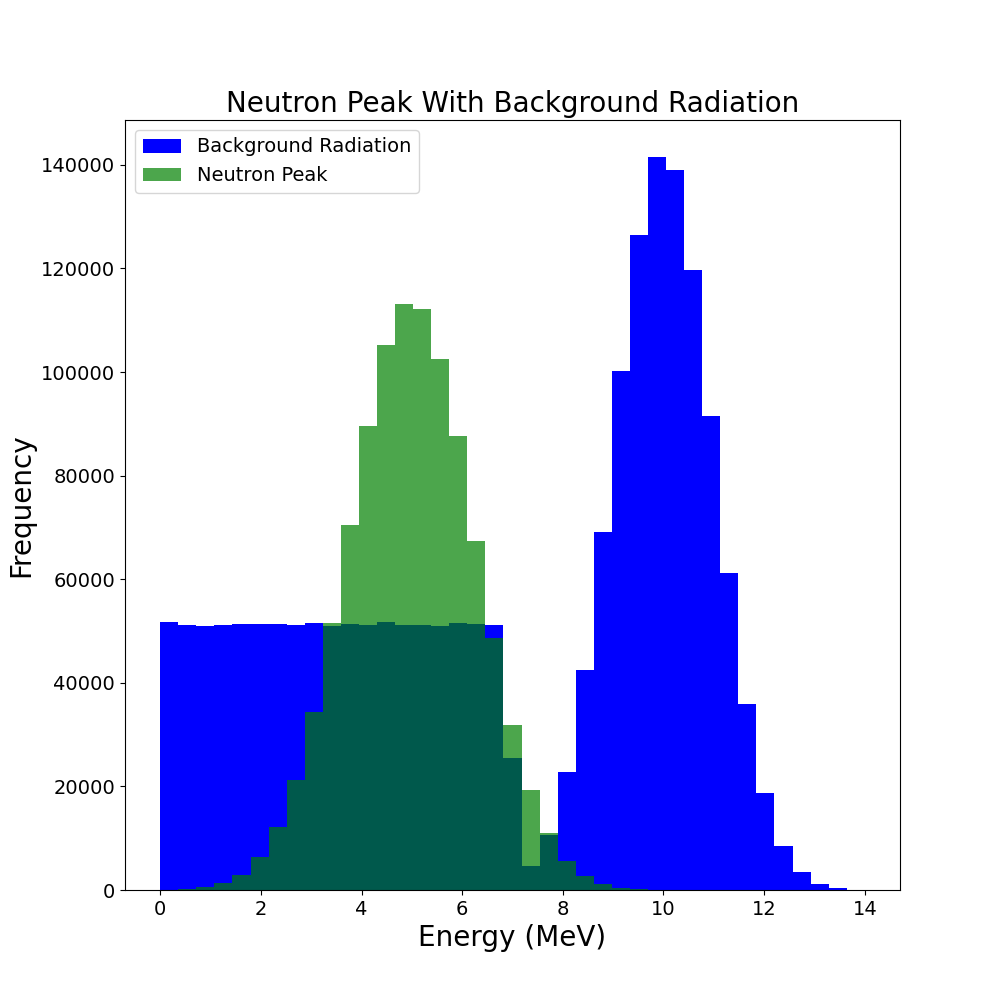 Neutron Peak With Background Radiation
Background Radiation
Neutron Peak
140000
120000
100000
80000
60000
40000
20000
0
Frequency
0 2 4 6 8 10 12 14
Energy (MeV)